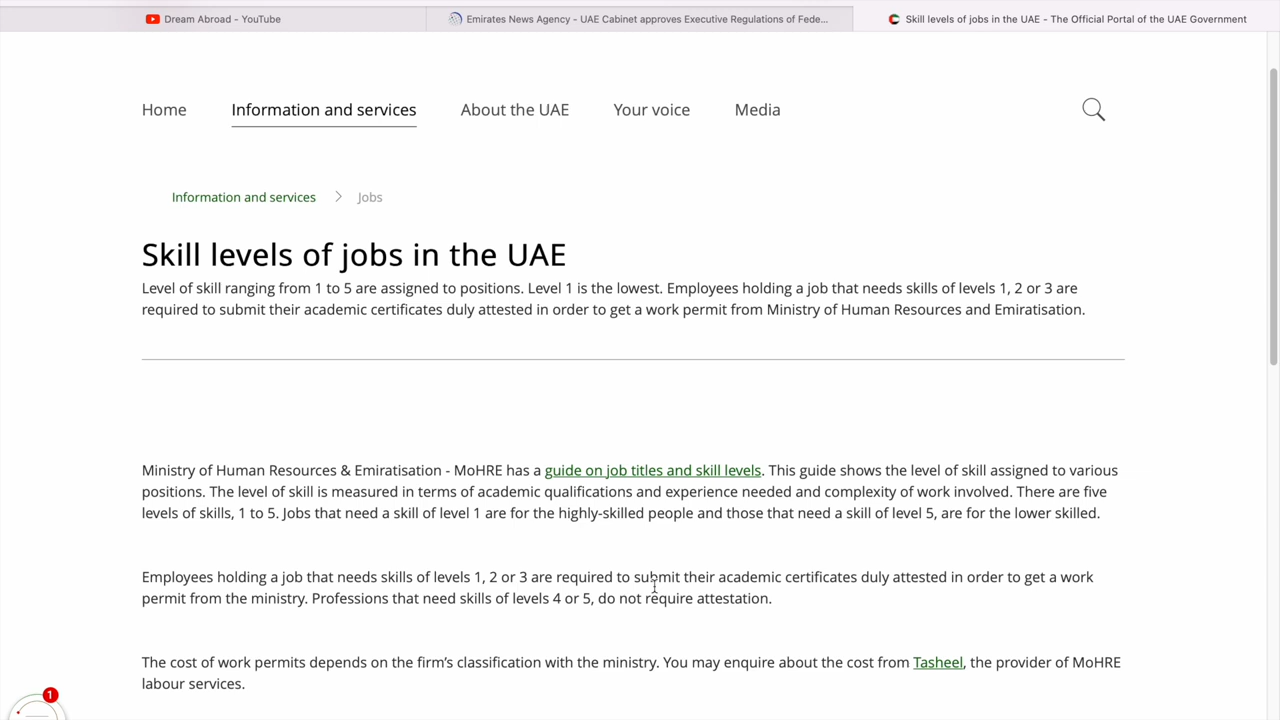 Dream Abroad - YouTube
Emirates News Agency - UAE Cabinet approves Executive Regulations of Fede...
Skill levels of jobs in the UAE - The Official Portal of the UAE Government
Home
Information and services
About the UAE
Your voice
Media
Information and services
Jobs
Skill levels of jobs in the UAE
Level of skill ranging from 1 to 5 are assigned to positions. Level 1 is the lowest. Employees holding a job that needs skills of levels 1, 2 or 3 are
required to submit their academic certificates duly attested in order to get a work permit from Ministry of Human Resources and Emiratisation.
Ministry of Human Resources & Emiratisation - MoHRE has a guide on job titles and skill levels. This guide shows the level of skill assigned to various
positions. The level of skill is measured in terms of academic qualifications and experience needed and complexity of work involved. There are five
levels of skills, 1 to 5. Jobs that need a skill of level 1 are for the highly-skilled people and those that need a skill of level 5, are for the lower skilled.
Employees holding a job that needs skills of levels 1, 2 or 3 are required to submit their academic certificates duly attested in order to get a work
permit from the ministry. Professions that need skills of levels 4 or 5, do not require attestation.
The cost of work permits depends on the firm's classification with the ministry. You may enquire about the cost from Tasheel, the provider of MoHRE
labour services.
1